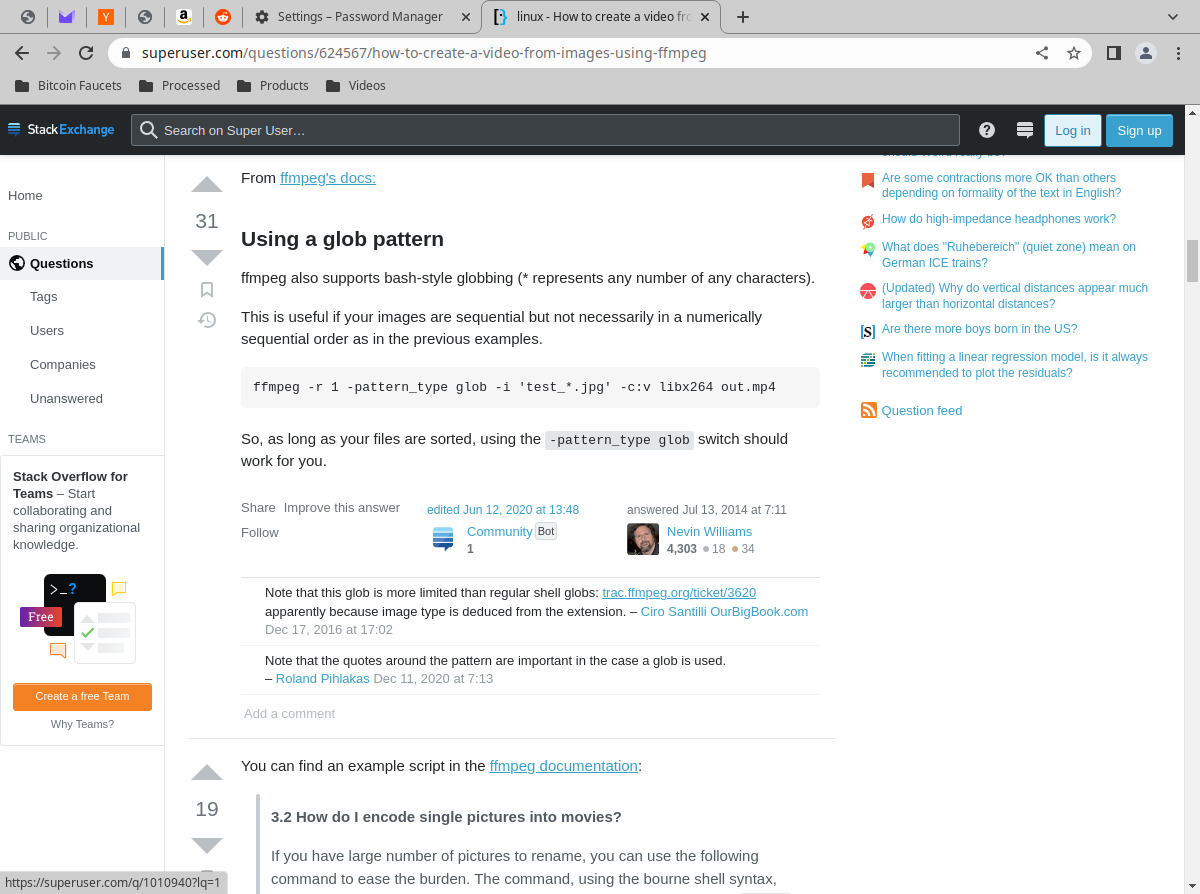 Settings – Password Manager
linux - How to create a video fro
superuser.com/questions/624567/how-to-create-a-video-from-images-using-ffmpeg
Bitcoin Faucets
Processed
Products
Videos
StackExchange
Search on Super User…
Log in
Sign up
Home
PUBLIC
Questions
Tags
Users
Companies
Unanswered
TEAMS
Stack Overflow for
Teams – Start
collaborating and
sharing organizational
knowledge.
>_?
Free
Create a free Team
Why Teams?
31
From ffmpeg's docs:
Using a glob pattern
ffmpeg also supports bash-style globbing (* represents any number of any characters).
This is useful if your images are sequential but not necessarily in a numerically
sequential order as in the previous examples.
ffmpeg -r 1 -pattern_type glob -i 'test_*.jpg' -c:v libx264 out.mp4
So, as long as your files are sorted, using the -pattern_type glob switch should
work for you.
Share Improve this answer
Follow
edited Jun 12, 2020 at 13:48
Community Bot
1
answered Jul 13, 2014 at 7:11
Nevin Williams
4,303 18 34
Note that this glob is more limited than regular shell globs: trac.ffmpeg.org/ticket/3620
apparently because image type is deduced from the extension. – Ciro Santilli OurBigBook.com
Dec 17, 2016 at 17:02
Note that the quotes around the pattern are important in the case a glob is used.
– Roland Pihlakas Dec 11, 2020 at 7:13
Add a comment
19
You can find an example script in the ffmpeg documentation:
3.2 How do I encode single pictures into movies?
If you have large number of pictures to rename, you can use the following
command to ease the burden. The command, using the bourne shell syntax,
Are some contractions more OK than others
depending on formality of the text in English?
How do high-impedance headphones work?
What does "Ruhebereich" (quiet zone) mean on
German ICE trains?
(Updated) Why do vertical distances appear much
larger than horizontal distances?
Are there more boys born in the US?
When fitting a linear regression model, is it always
recommended to plot the residuals?
Question feed
https://superuser.com/q/1010940?lq=1